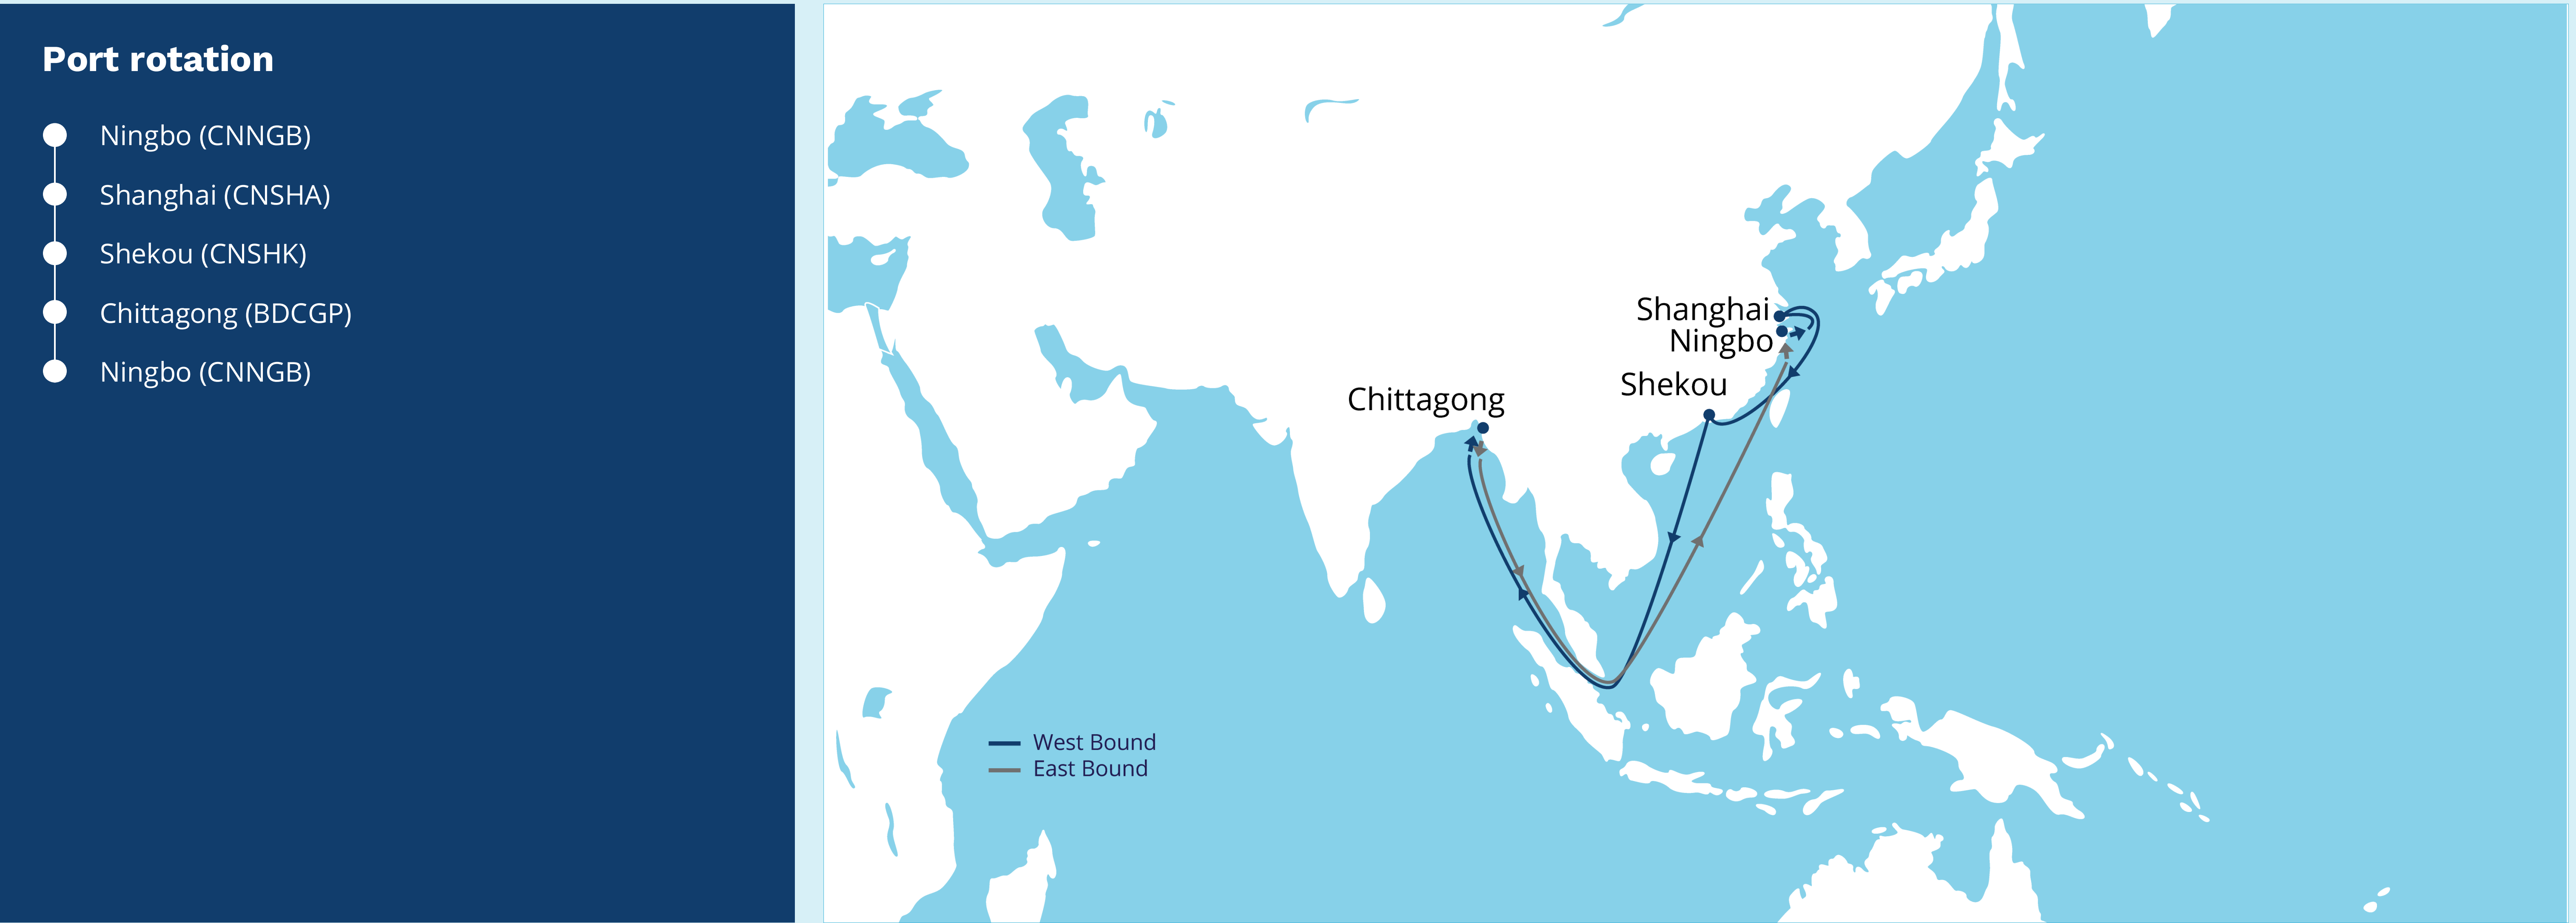 Port rotation
Ningbo (CNNGB)
Shanghai (CNSHA)
Shekou (CNSHK)
Chittagong (BDCGP)
Ningbo (CNNGB)
Shanghai
Ningbo
Shekou
Chittagong
West Bound
East Bound